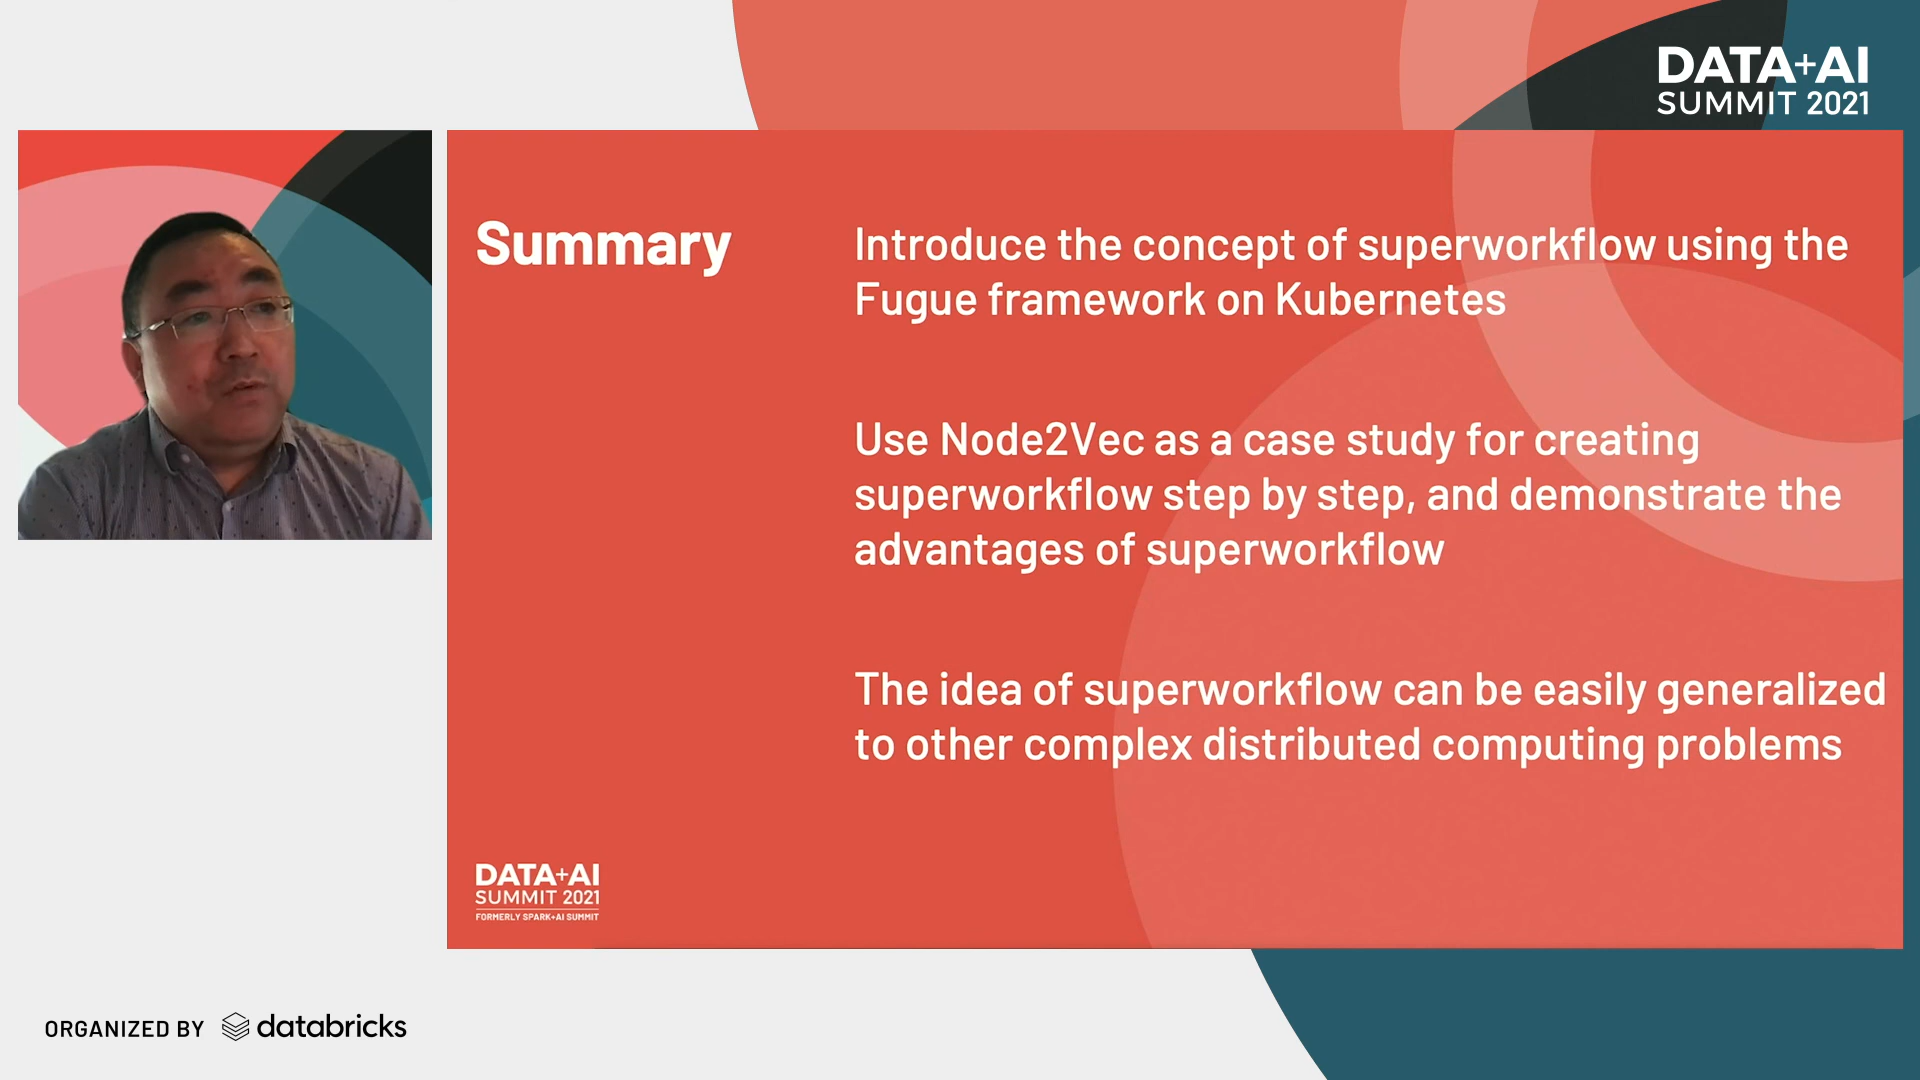 DATA+AI
SUMMIT 2021
Summary
Introduce the concept of superworkflow using the
Fugue framework on Kubernetes
Use Node2Vec as a case study for creating
superworkflow step by step, and demonstrate the
advantages of superworkflow
The idea of superworkflow can be easily generalized
to other complex distributed computing problems
DATA+AI
SUMMIT 2021
FORMERLY SPARK+AI SUMMIT
ORGANIZED BY databricks